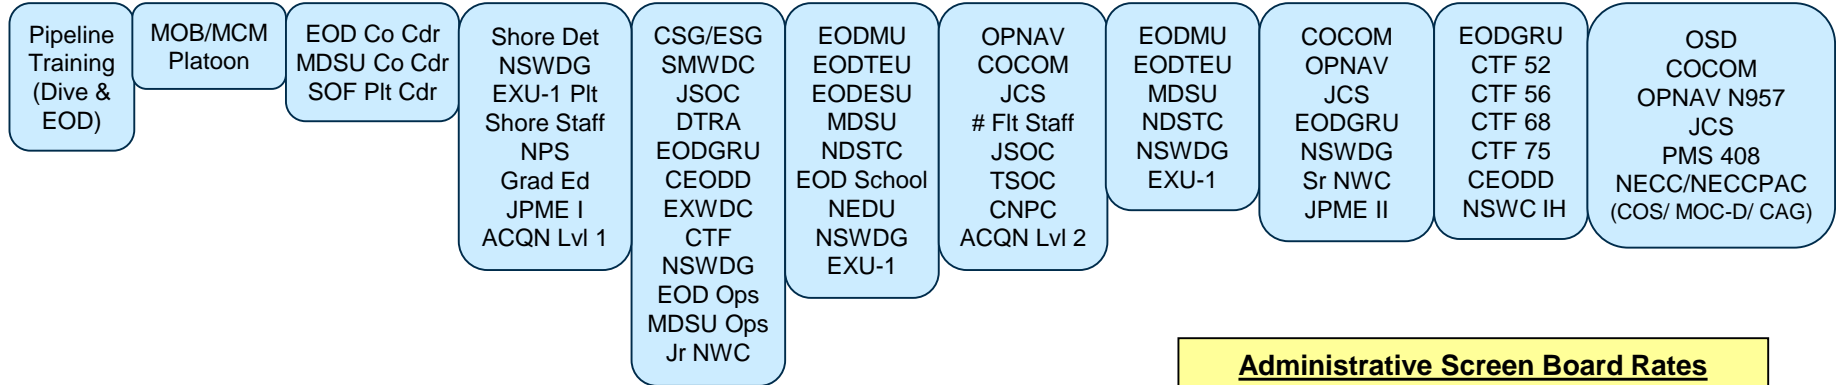 Pipeline
Training
(Dive &
EOD)
MOB/MCM
Platoon
EOD Co Cdr
MDSU Co Cdr
SOF Plt Cdr
Shore Det
NSWDG
EXU-1 Plt
Shore Staff
NPS
Grad Ed
JPME I
ACQN Lvl 1
CSG/ESG
SMWDC
JSOC
DTRA
EODGRU
CEODD
EXWDC
CTF
NSWDG
EOD Ops
MDSU Ops
Jr NWC
EODMU
EODTEU
EODESU
MDSU
NDSTC
EOD School
NEDU
NSWDG
EXU-1
OPNAV
COCOM
JCS
# Flt Staff
JSOC
TSOC
CNPC
ACQN Lvl 2
EODMU
EODTEU
MDSU
NDSTC
NSWDG
EXU-1
COCOM
OPNAV
JCS
EODGRU
NSWDG
Sr NWC
JPME II
EODGRU
CTF 52
CTF 56
CTF 68
CTF 75
CEODD
NSWC IH
OSD
COCOM
OPNAV N957
JCS
PMS 408
NECC/NECCPAC
(COS/ MOC-D/ CAG)
Administrative Screen Board Rates